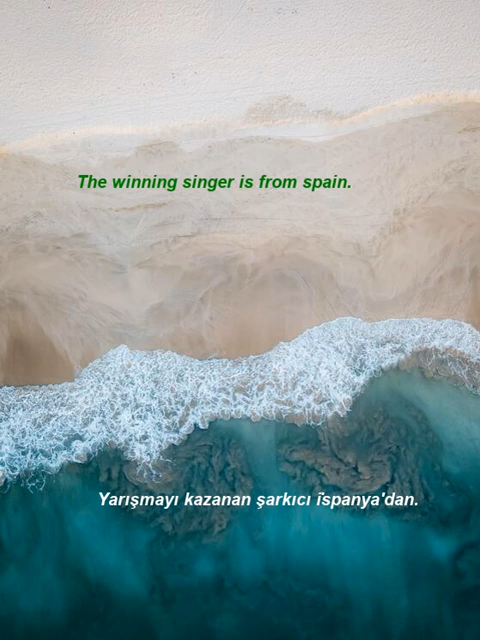 The winning singer is from spain.
Yarışmayı kazanan şarkıcı i̇spanya'dan.